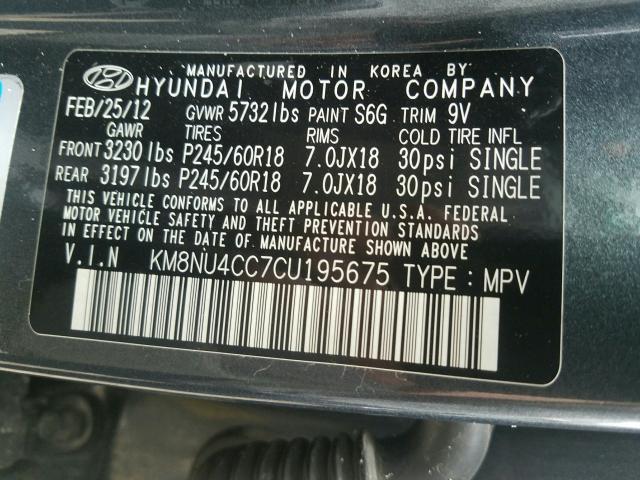 MANUFACTURED IN KOREA BY
HYUNDAI MOTOR COMPANY
FEB/25/12 GVWR 5732lbs PAINT S6G TRIM 9V
GAWR TIRES RIMS COLD TIRE INFL
FRONT 3230lbs P245/60R18 7.0JX18 30psi SINGLE
REAR 3197lbs P245/60R18 7.0JX18 30psi SINGLE
THIS VEHICLE CONFORMS TO ALL APPLICABLE U.S.A. FEDERAL
MOTOR VEHICLE SAFETY AND THEFT PREVENTION STANDARDS
IN EFFECT ON THE DATE OF MANUFACTURE SHOWN ABOVE
V.I.N KM8NU4CC7CU195675 TYPE : MPV